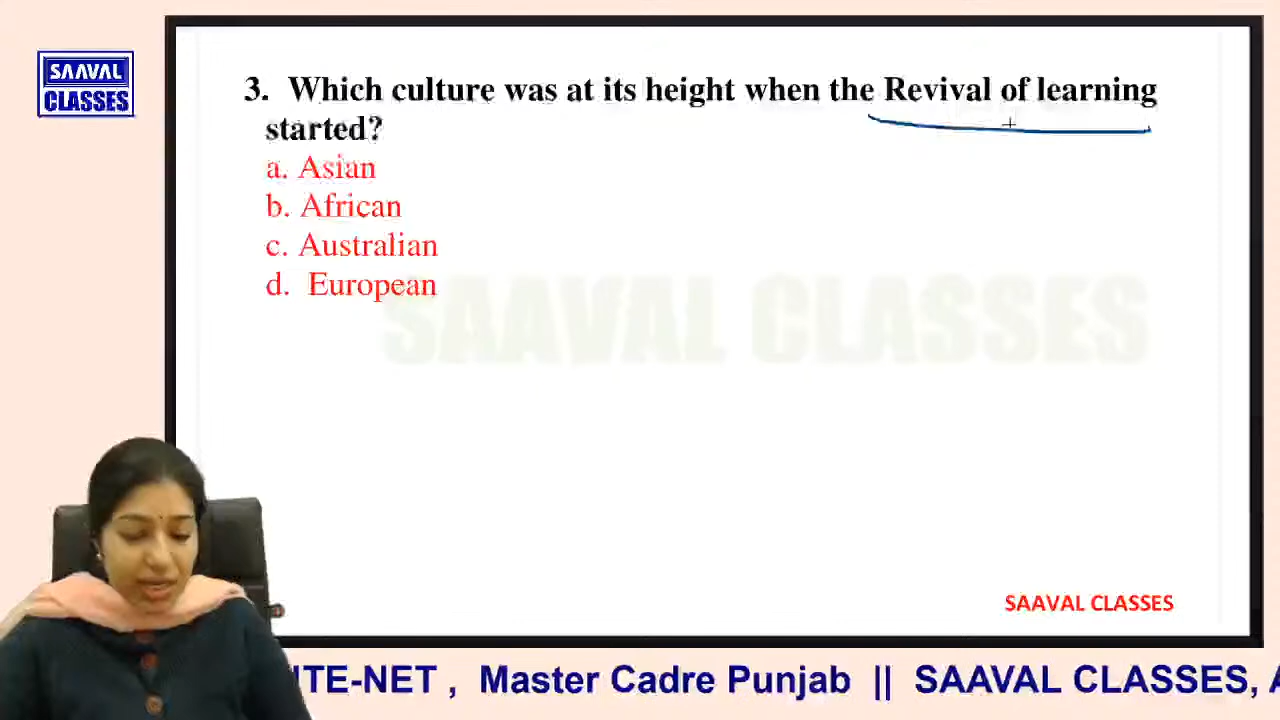 SAAVAL
CLASSES
3. Which culture was at its height when the Revival of learning
started?
a. Asian
b. African
c. Australian
d. European
SAAVAL CLASSES
SAAVAL CLASSES
ITE-NET , Master Cadre Punjab || SAAVAL CLASSES, A